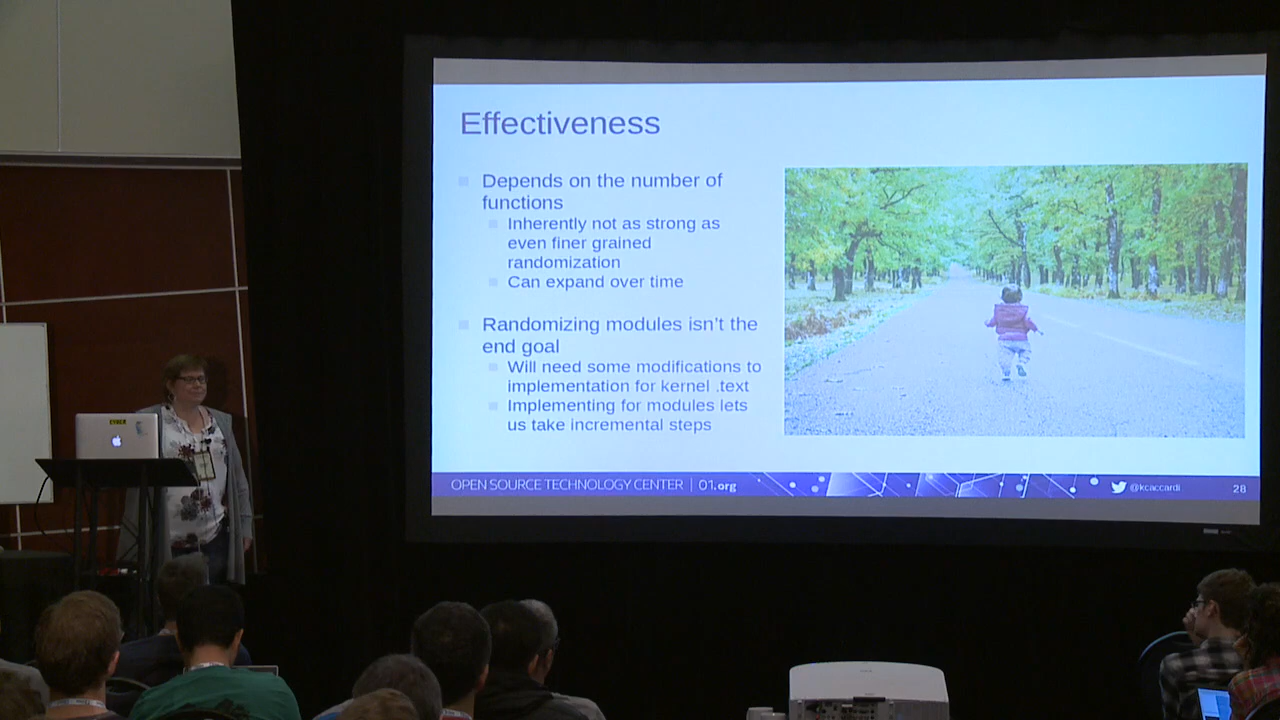 Effectiveness
Depends on the number of
functions
Inherently not as strong as
even finer grained
randomization
Can expand over time
Randomizing modules isn't the
end goal
Will need some modifications to
implementation for kernel .text
Implementing for modules lets
us take incremental steps
OPEN SOURCE TECHNOLOGY CENTER | 01.org
@kcaccardi
28